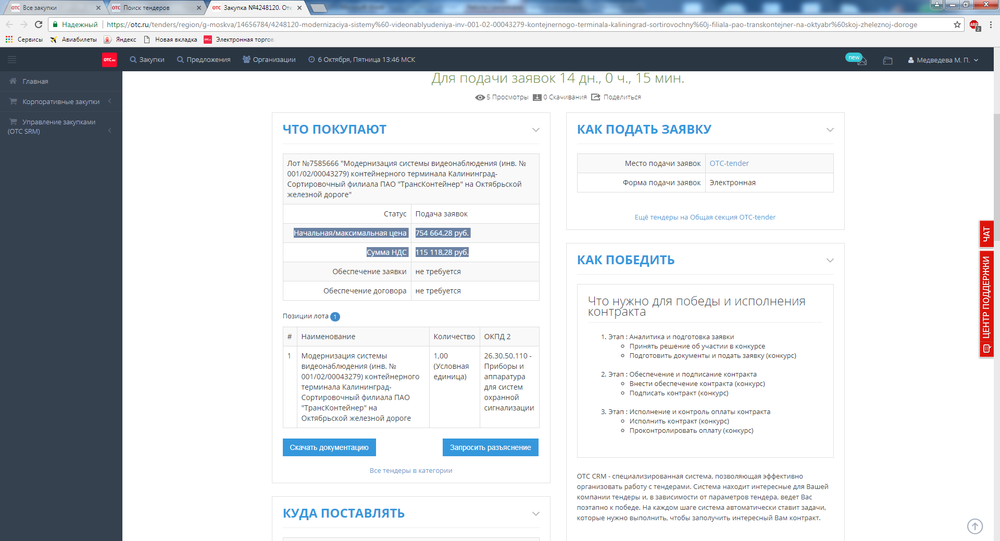 Все закупки
Поиск тендеров
Закупка №4248120. Отк
Надежный
https://otc.ru/tenders/region/g-moskva/14656784/4248120-modernizaciya-sistemy%60-videonablyudeniya-inv-001-02-00043279-kontejnernogo-terminala-kaliningrad-sortirovochny%60j-filiala-pao-transkontejner-na-oktyabr%60skoj-zheleznoj-doroge
ABP
2
Сервисы
Авиабилеты
Яндекс
Новая вкладка
Электронная торгов
ОТС.RU
Закупки
Предложения
Организации
6 Октября, Пятница 13:46 МСК
new
Медведева М. П.
Главная
Корпоративные закупки
Управление закупками
(ОТС SRM)
Для подачи заявок 14 дн., 0 ч., 15 мин.
5 Просмотры
0 Скачивания
Поделиться
ЧТО ПОКУПАЮТ
Лот №7585666 "Модернизация системы видеонаблюдения (инв. №
001/02/00043279) контейнерного терминала Калининград-
Сортировочный филиала ПАО "ТрансКонтейнер" на Октябрьской
железной дороге"
Статус Подача заявок
Начальная/максимальная цена 754 664,28 руб.
Сумма НДС 115 118,28 руб.
Обеспечение заявки не требуется
Обеспечение договора не требуется
Позиции лота 1
# Наименование Количество ОКПД 2
1
Модернизация системы
видеонаблюдения (инв. №
001/02/00043279) контейнерного
терминала Калининград-
Сортировочный филиала ПАО
"ТрансКонтейнер" на
Октябрьской железной дороге
1,00
(Условная
единица)
26.30.50.110 -
Приборы и
аппаратура
для систем
охранной
сигнализации
Скачать документацию
Запросить разъяснение
Все тендеры в категории
КУДА ПОСТАВЛЯТЬ
КАК ПОДАТЬ ЗАЯВКУ
Место подачи заявок OTC-tender
Форма подачи заявок Электронная
Ещё тендеры на Общая секция OTC-tender
КАК ПОБЕДИТЬ
Что нужно для победы и исполнения
контракта
1. Этап : Аналитика и подготовка заявки
Принять решение об участии в конкурсе
Подготовить документы и подать заявку (конкурс)
2. Этап : Обеспечение и подписание контракта
Внести обеспечение контракта (конкурс)
Подписать контракт (конкурс)
3. Этап : Исполнение и контроль оплаты контракта
Исполнить контракт (конкурс)
Проконтролировать оплату (конкурс)
ОТС CRM - специализированная система, позволяющая эффективно
организовать работу с тендерами. Система находит интересные для Вашей
компании тендеры и, в зависимости от параметров тендера, ведет Вас
поэтапно к победе. На каждом шаге система автоматически ставит задачи,
которые нужно выполнить, чтобы заполучить интересный Вам контракт.
ЧАТ
ЦЕНТР ПОДДЕРЖКИ